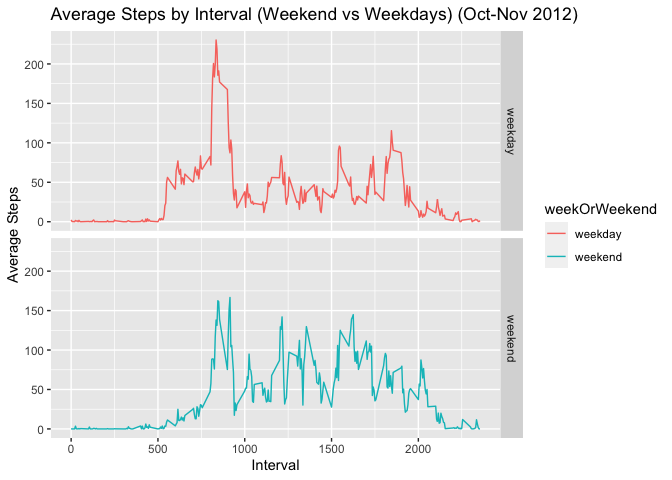 Average Steps by Interval (Weekend vs Weekdays) (Oct-Nov 2012)
Average Steps
200
150
100
50
0
weekday
200
150
100
50
0
weekend
0
500
1000
1500
2000
Interval
weekOrWeekend
weekday
weekend